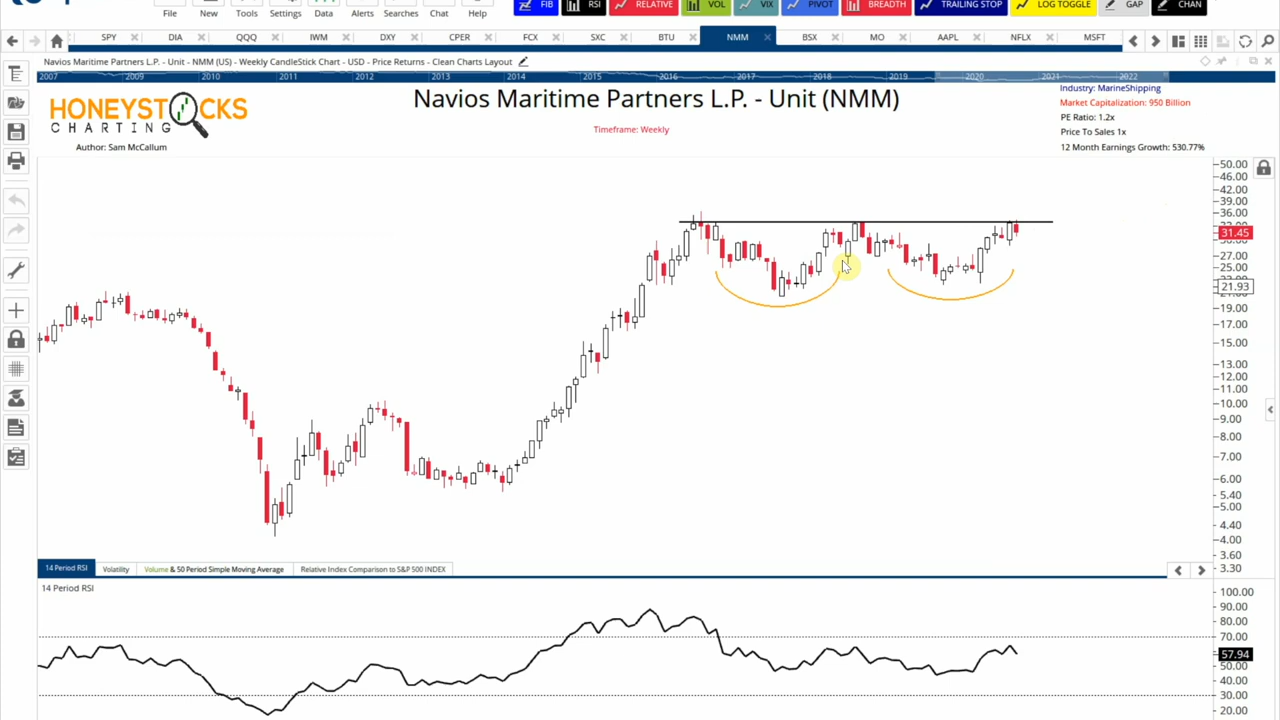 File New Tools Data Settings Alerts Searches Chat Help
FIB RSI RELATIVE VOL VIX PIVOT BREADTH TRAILING STOP LOG TOGGLE GAP CHAN
SPY DIA QQQ IWM DXY CPER FCX SXC BTU NMM BSX MO AAPL NFLX MSFT
Navios Maritime Partners L.P. - Unit - NMM (US) - Weekly CandleStick Chart - USD - Price Returns - Clean Charts Layout
2007 2009 2010 2011 2012 2013 2014 2015 2016 2017 2018 2019 2020 2021 2022
HONEYSTOCKS
CHARTING
Author: Sam McCallum
Navios Maritime Partners L.P. - Unit (NMM)
Timeframe: Weekly
Industry: MarineShipping
Market Capitalization: 950 Billion
PE Ratio: 1.2x
Price To Sales 1x
12 Month Earnings Growth: 530.77%
50.00
46.00
42.00
39.00
36.00
31.45
27.00
25.00
21.93
19.00
17.00
15.00
13.00
12.00
11.00
10.00
9.00
8.00
7.00
6.00
5.40
5.00
4.40
4.00
3.60
3.30
14 Period RSI Volatility Volume & 50 Period Simple Moving Average Relative Index Comparison to S&P 500 INDEX
14 Period RSI
100.00
90.00
80.00
70.00
57.94
50.00
40.00
30.00
20.00